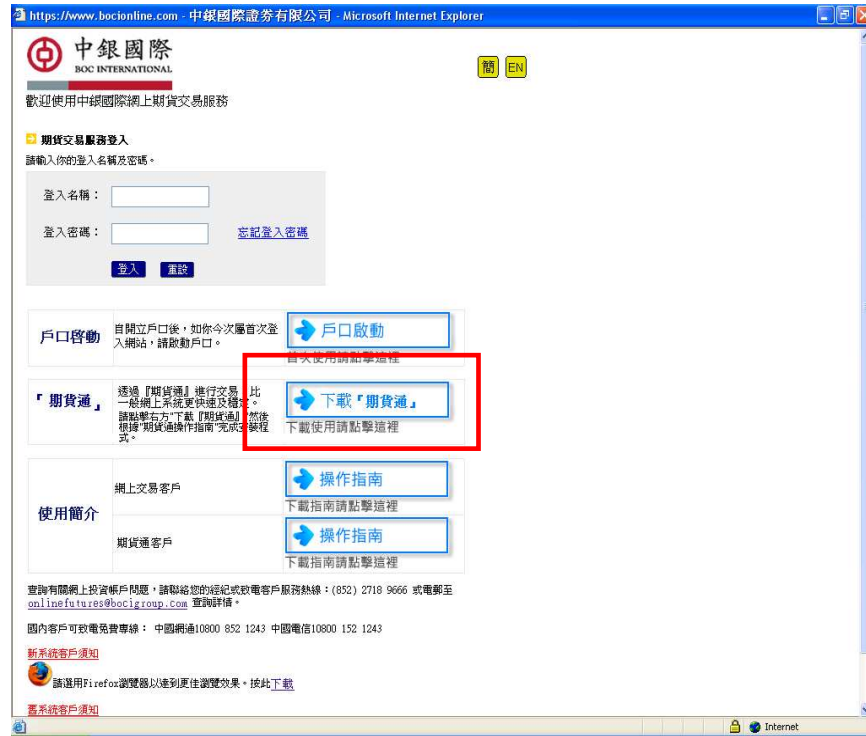 https://www.bocionline.com - 中銀國際證券有限公司 - Microsoft Internet Explorer
中銀國際
BOC INTERNATIONAL
簡 EN
歡迎使用中銀國際網上期貨交易服務
期貨交易服務登入
請輸入你的登入名稱及密碼。
登入名稱：
登入密碼： 忘記登入密碼
登入 重設
戶口啓動
自開立戶口後，如你今次屬首次登
入網站，請啟動戶口。
戶口啟動
首次使用請點擊這裡
「期貨通」
透過『期貨通』進行交易，比
一般網上系統更快速及穩定。
請點擊右方"下載『期貨通』"然後
根據"期貨通操作指南"完成安裝程
式。
下載「期貨通」
下載使用請點擊這裡
使用簡介
網上交易客戶
操作指南
下載指南請點擊這裡
期貨通客戶
操作指南
下載指南請點擊這裡
查詢有關網上投資帳戶問題，請聯絡您的經紀或致電客戶服務熱線：(852) 2718 9666 或電郵至
onlinefutures@bocigroup.com 查詢詳情。
國內客戶可致電免費專線： 中國網通10800 852 1243 中國電信10800 152 1243
新系統客戶須知
請選用Firefox瀏覽器以達到更佳瀏覽效果。按此下載
舊系統客戶須知
Internet